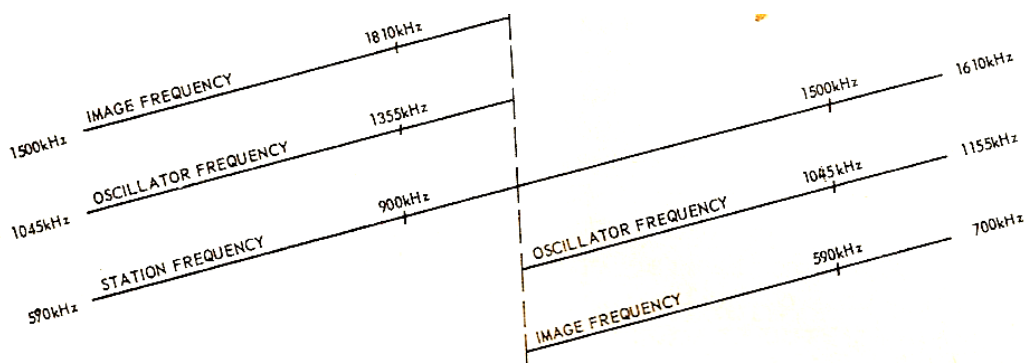 1810kHz
IMAGE FREQUENCY
1500kHz
1355kHz
OSCILLATOR FREQUENCY
1045kHz
900kHz
STATION FREQUENCY
590kHz
1500kHz
1610kHz
1045kHz
1155kHz
OSCILLATOR FREQUENCY
590kHz
700kHz
IMAGE FREQUENCY